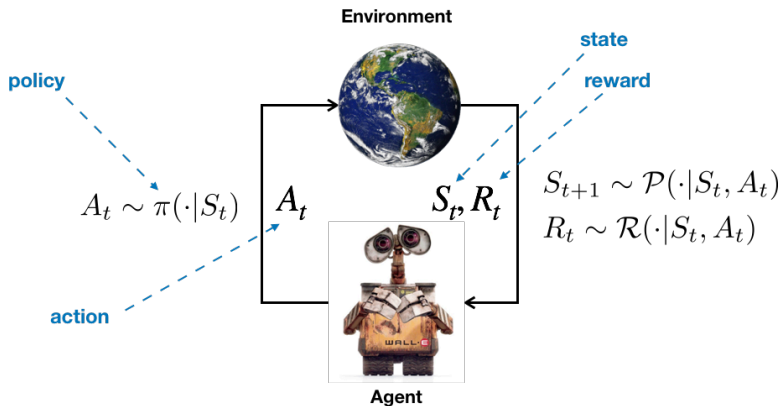 Environment
state
policy
reward
A_t ∼ π(·|S_t)
A_t
S_t, R_t
S_{t+1} ∼ P(·|S_t, A_t)
R_t ∼ R(·|S_t, A_t)
action
WALL·E
Agent